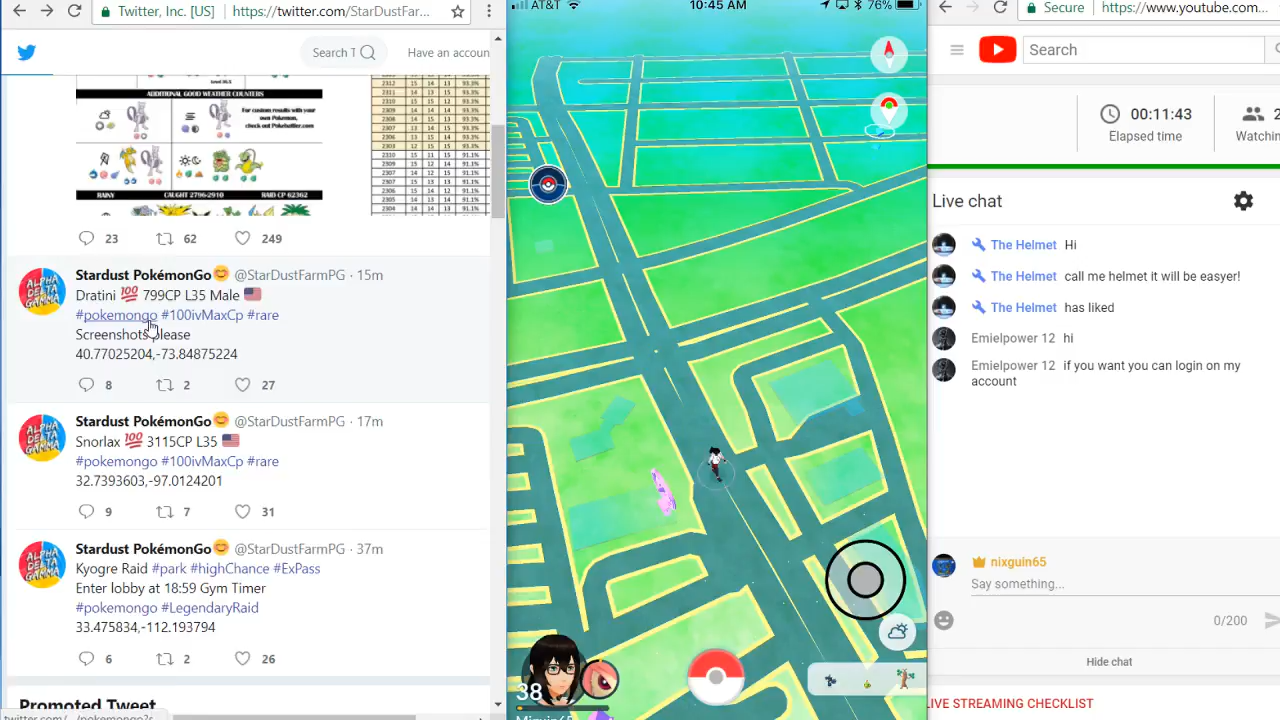 Twitter, Inc. [US]
https://twitter.com/StarDustFar...
Search T
Have an accoun
ADDITIONAL GOOD WEATHER COUNTERS
For custom results with your own Pokemon, check out Pokebattler.com
RAINY CAUGHT 2796-2910 RAID CP 62362
23 62 249
Stardust PokémonGo😊 @StarDustFarmPG · 15m
Dratini 💯 799CP L35 Male 🇺🇸
#pokemongo #100ivMaxCp #rare
Screenshots please
40.77025204,-73.84875224
8 2 27
Stardust PokémonGo😊 @StarDustFarmPG · 17m
Snorlax 💯 3115CP L35 🇺🇸
#pokemongo #100ivMaxCp #rare
32.7393603,-97.0124201
9 7 31
Stardust PokémonGo😊 @StarDustFarmPG · 37m
Kyogre Raid #park #highChance #ExPass
Enter lobby at 18:59 Gym Timer
#pokemongo #LegendaryRaid
33.475834,-112.193794
6 2 26
Promoted Tweet
AT&T 10:45 AM 76%
38
Secure https://www.youtube.com...
Search
00:11:43
Elapsed time
2
Watchin
Live chat
The Helmet Hi
The Helmet call me helmet it will be easyer!
The Helmet has liked
Emielpower 12 hi
Emielpower 12 if you want you can login on my
account
nixguin65
Say something...
0/200
Hide chat
LIVE STREAMING CHECKLIST